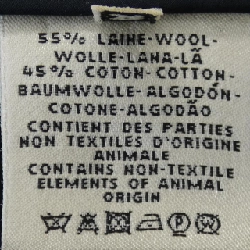 55% LAINE-WOOL-
WOLLE-LANA-LÃ
45% COTON-COTTON-
BAUMWOLLE-ALGODÓN-
COTONE-ALGODÃO
CONTIENT DES PARTIES
NON TEXTILES D'ORIGINE
ANIMALE
CONTAINS NON-TEXTILE
ELEMENTS OF ANIMAL
ORIGIN